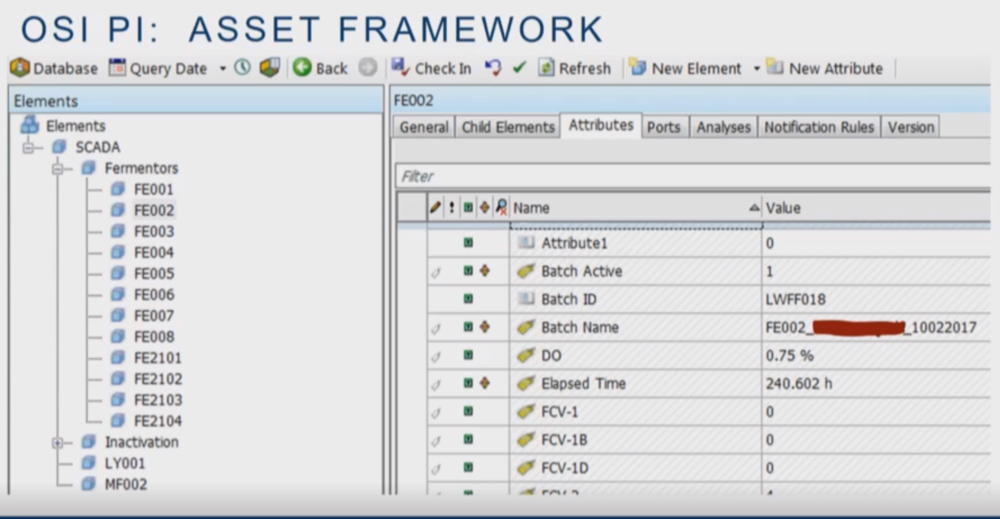 OSI PI: ASSET FRAMEWORK
Database Query Date Back Check In Refresh New Element New Attribute
Elements
Elements
SCADA
Fermentors
FE001
FE002
FE003
FE004
FE005
FE006
FE007
FE008
FE2101
FE2102
FE2103
FE2104
Inactivation
LY001
MF002
FE002
General Child Elements Attributes Ports Analyses Notification Rules Version
Filter
Name Value
Attribute1 0
Batch Active 1
Batch ID LWFF018
Batch Name FE002_ _10022017
DO 0.75 %
Elapsed Time 240.602 h
FCV-1 0
FCV-1B 0
FCV-1D 0